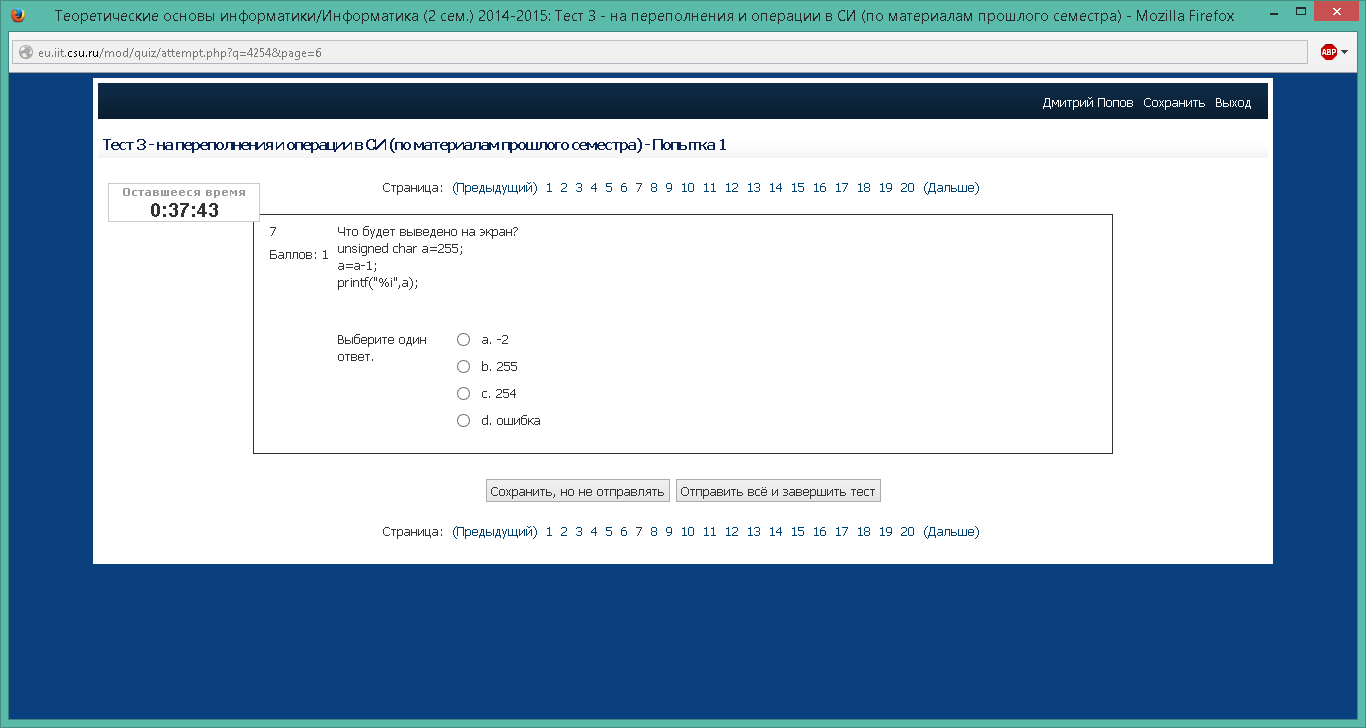 Теоретические основы информатики/Информатика (2 сем.) 2014-2015: Тест 3 - на переполнения и операции в СИ (по материалам прошлого семестра) - Mozilla Firefox
eu.iit.csu.ru/mod/quiz/attempt.php?q=4254&page=6
ABP
Дмитрий Попов Сохранить Выход
Тест 3 - на переполнения и операции в СИ (по материалам прошлого семестра) - Попытка 1
Оставшееся время
0:37:43
Страница: (Предыдущий) 1 2 3 4 5 6 7 8 9 10 11 12 13 14 15 16 17 18 19 20 (Дальше)
7
Баллов: 1
Что будет выведено на экран?
unsigned char a=255;
a=a-1;
printf("%i",a);
Выберите один
ответ.
a. -2
b. 255
c. 254
d. ошибка
Сохранить, но не отправлять Отправить всё и завершить тест
Страница: (Предыдущий) 1 2 3 4 5 6 7 8 9 10 11 12 13 14 15 16 17 18 19 20 (Дальше)